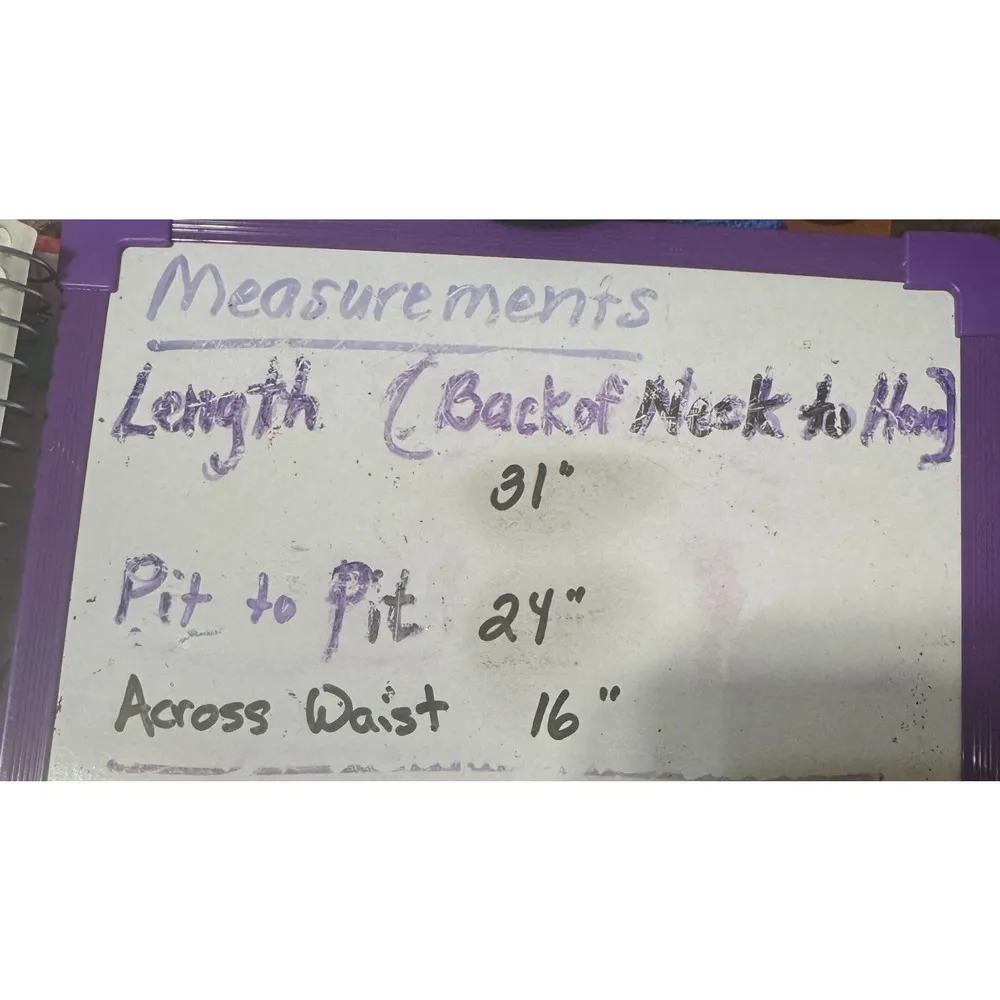 Measurements
Length (Back of Neck to Hem)
31"
Pit to Pit 24"
Across Waist 16"